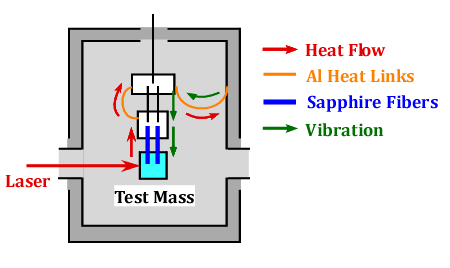 Heat Flow
Al Heat Links
Sapphire Fibers
Vibration
Laser
Test Mass